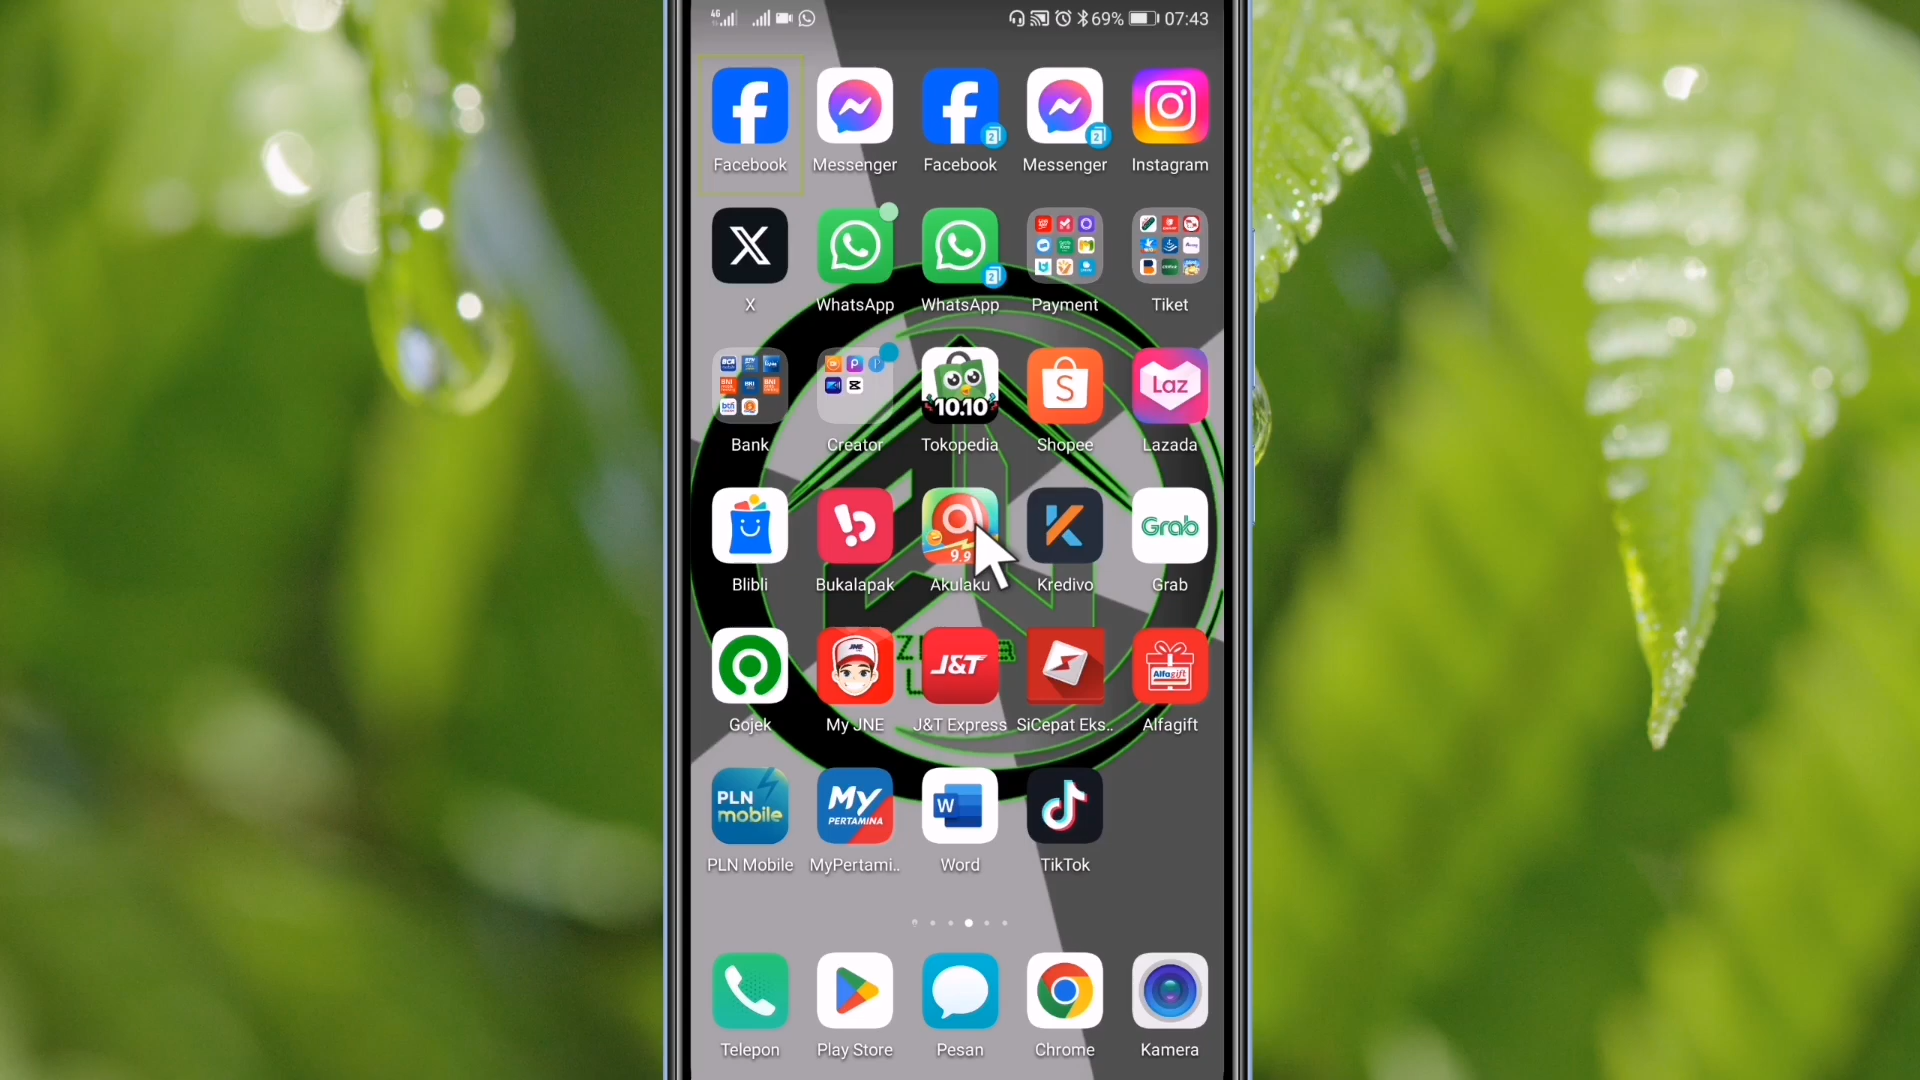 4G 69% 07:43
Facebook Messenger Facebook Messenger Instagram
X WhatsApp WhatsApp Payment Tiket
10.10 Laz
Bank Creator Tokopedia Shopee Lazada
9.9 Grab
Blibli Bukalapak Akulaku Kredivo Grab
JNE J&T Alfagift
Gojek My JNE J&T Express SiCepat Eks.. Alfagift
PLN mobile My PERTAMINA W
PLN Mobile MyPertami.. Word TikTok
Telepon Play Store Pesan Chrome Kamera